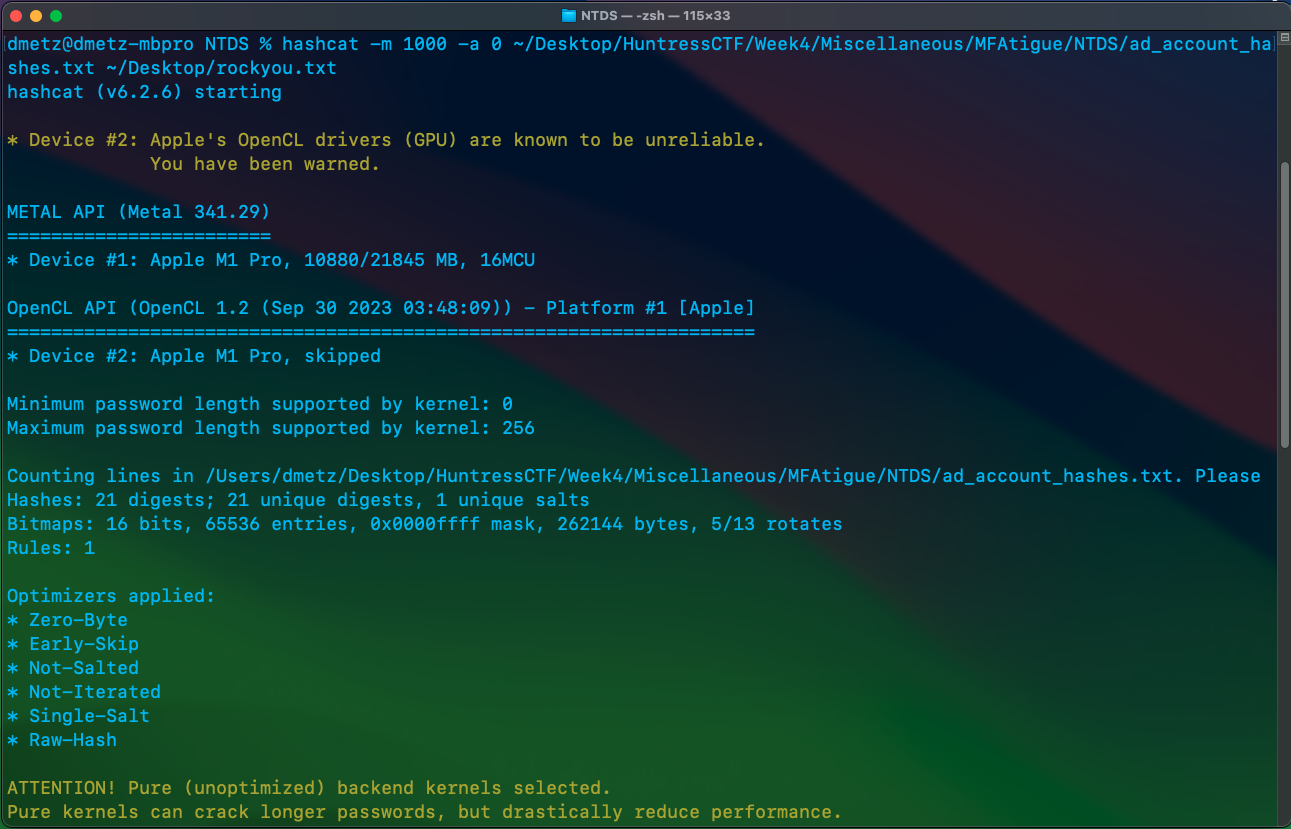 NTDS — -zsh — 115×33
dmetz@dmetz-mbpro NTDS % hashcat -m 1000 -a 0 ~/Desktop/HuntressCTF/Week4/Miscellaneous/MFAtigue/NTDS/ad_account_ha
shes.txt ~/Desktop/rockyou.txt
hashcat (v6.2.6) starting
* Device #2: Apple's OpenCL drivers (GPU) are known to be unreliable.
             You have been warned.
METAL API (Metal 341.29)
========================
* Device #1: Apple M1 Pro, 10880/21845 MB, 16MCU
OpenCL API (OpenCL 1.2 (Sep 30 2023 03:48:09)) - Platform #1 [Apple]
====================================================================
* Device #2: Apple M1 Pro, skipped
Minimum password length supported by kernel: 0
Maximum password length supported by kernel: 256
Counting lines in /Users/dmetz/Desktop/HuntressCTF/Week4/Miscellaneous/MFAtigue/NTDS/ad_account_hashes.txt. Please
Hashes: 21 digests; 21 unique digests, 1 unique salts
Bitmaps: 16 bits, 65536 entries, 0x0000ffff mask, 262144 bytes, 5/13 rotates
Rules: 1
Optimizers applied:
* Zero-Byte
* Early-Skip
* Not-Salted
* Not-Iterated
* Single-Salt
* Raw-Hash
ATTENTION! Pure (unoptimized) backend kernels selected.
Pure kernels can crack longer passwords, but drastically reduce performance.